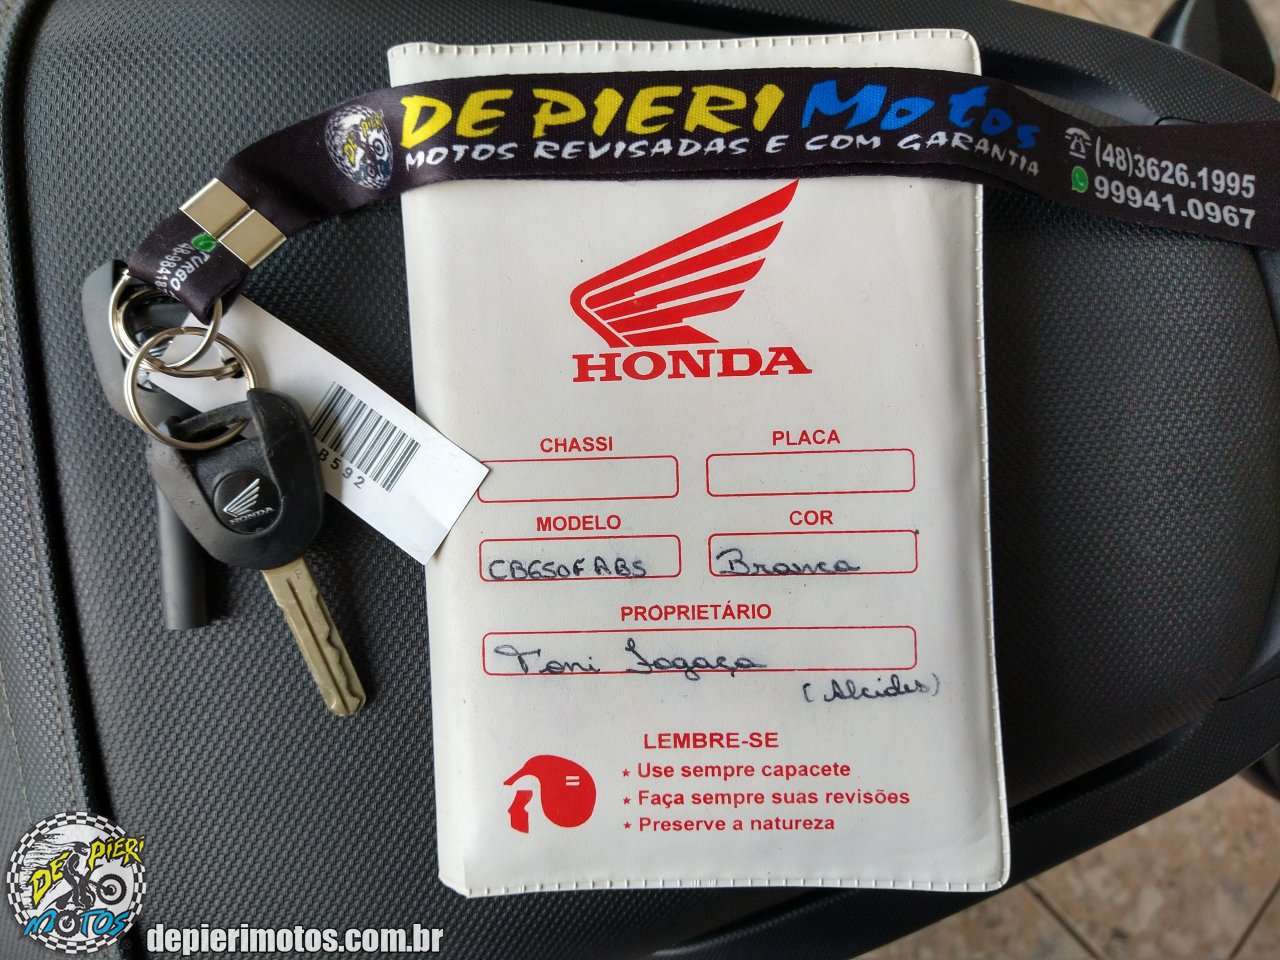 DE PIERI MOTOS
MOTOS REVISADAS E COM GARANTIA
(48)3626.1995
99941.0967
TURBO
HONDA
CHASSI
PLACA
MODELO
COR
CB650F ABS
Branca
PROPRIETÁRIO
Toni Fogaça
(Alcides)
LEMBRE-SE
Use sempre capacete
Faça sempre suas revisões
Preserve a natureza
B592
HONDA
DE PIERI
MOTOS
depierimotos.com.br